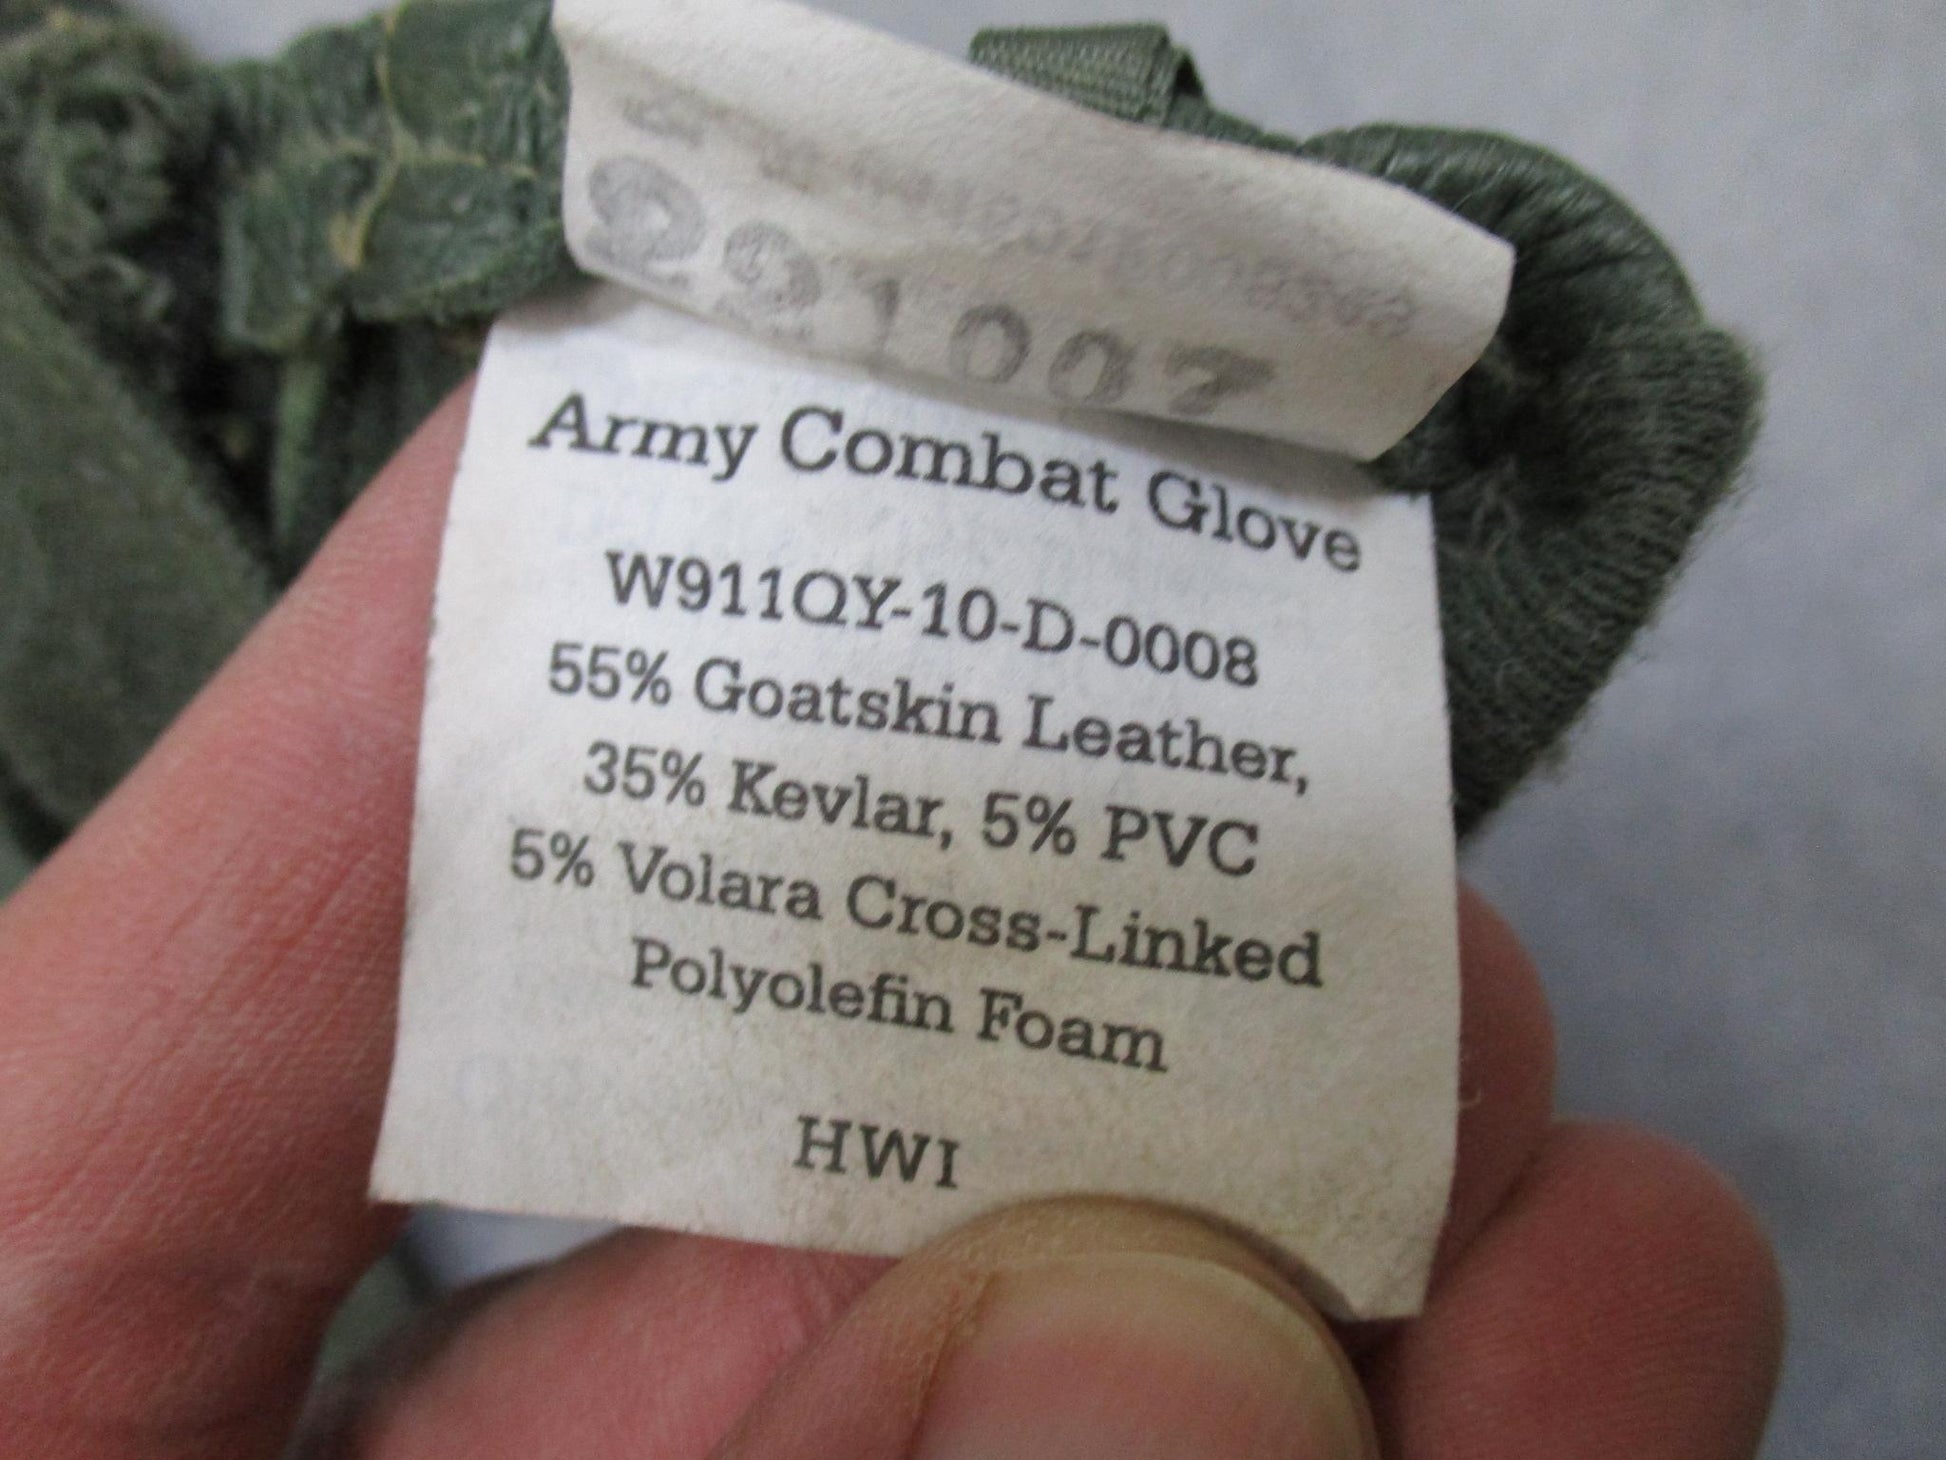 221007
Army Combat Glove
W911QY-10-D-0008
55% Goatskin Leather,
35% Kevlar, 5% PVC
5% Volara Cross-Linked
Polyolefin Foam
HWI